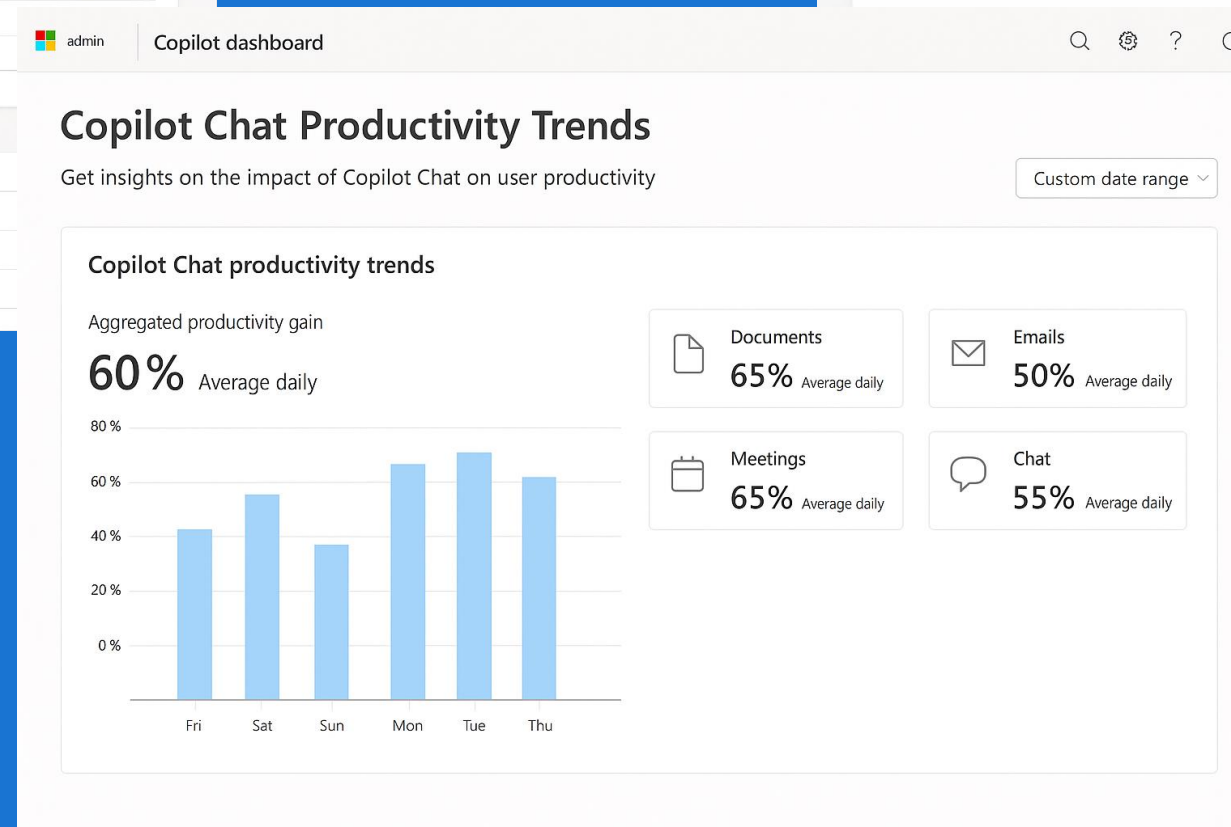 admin
Copilot dashboard
Copilot Chat Productivity Trends
Get insights on the impact of Copilot Chat on user productivity
Custom date range
Copilot Chat productivity trends
Aggregated productivity gain
60% Average daily
80 %
60 %
40 %
20 %
0 %
Fri Sat Sun Mon Tue Thu
Documents
65% Average daily
Emails
50% Average daily
Meetings
65% Average daily
Chat
55% Average daily